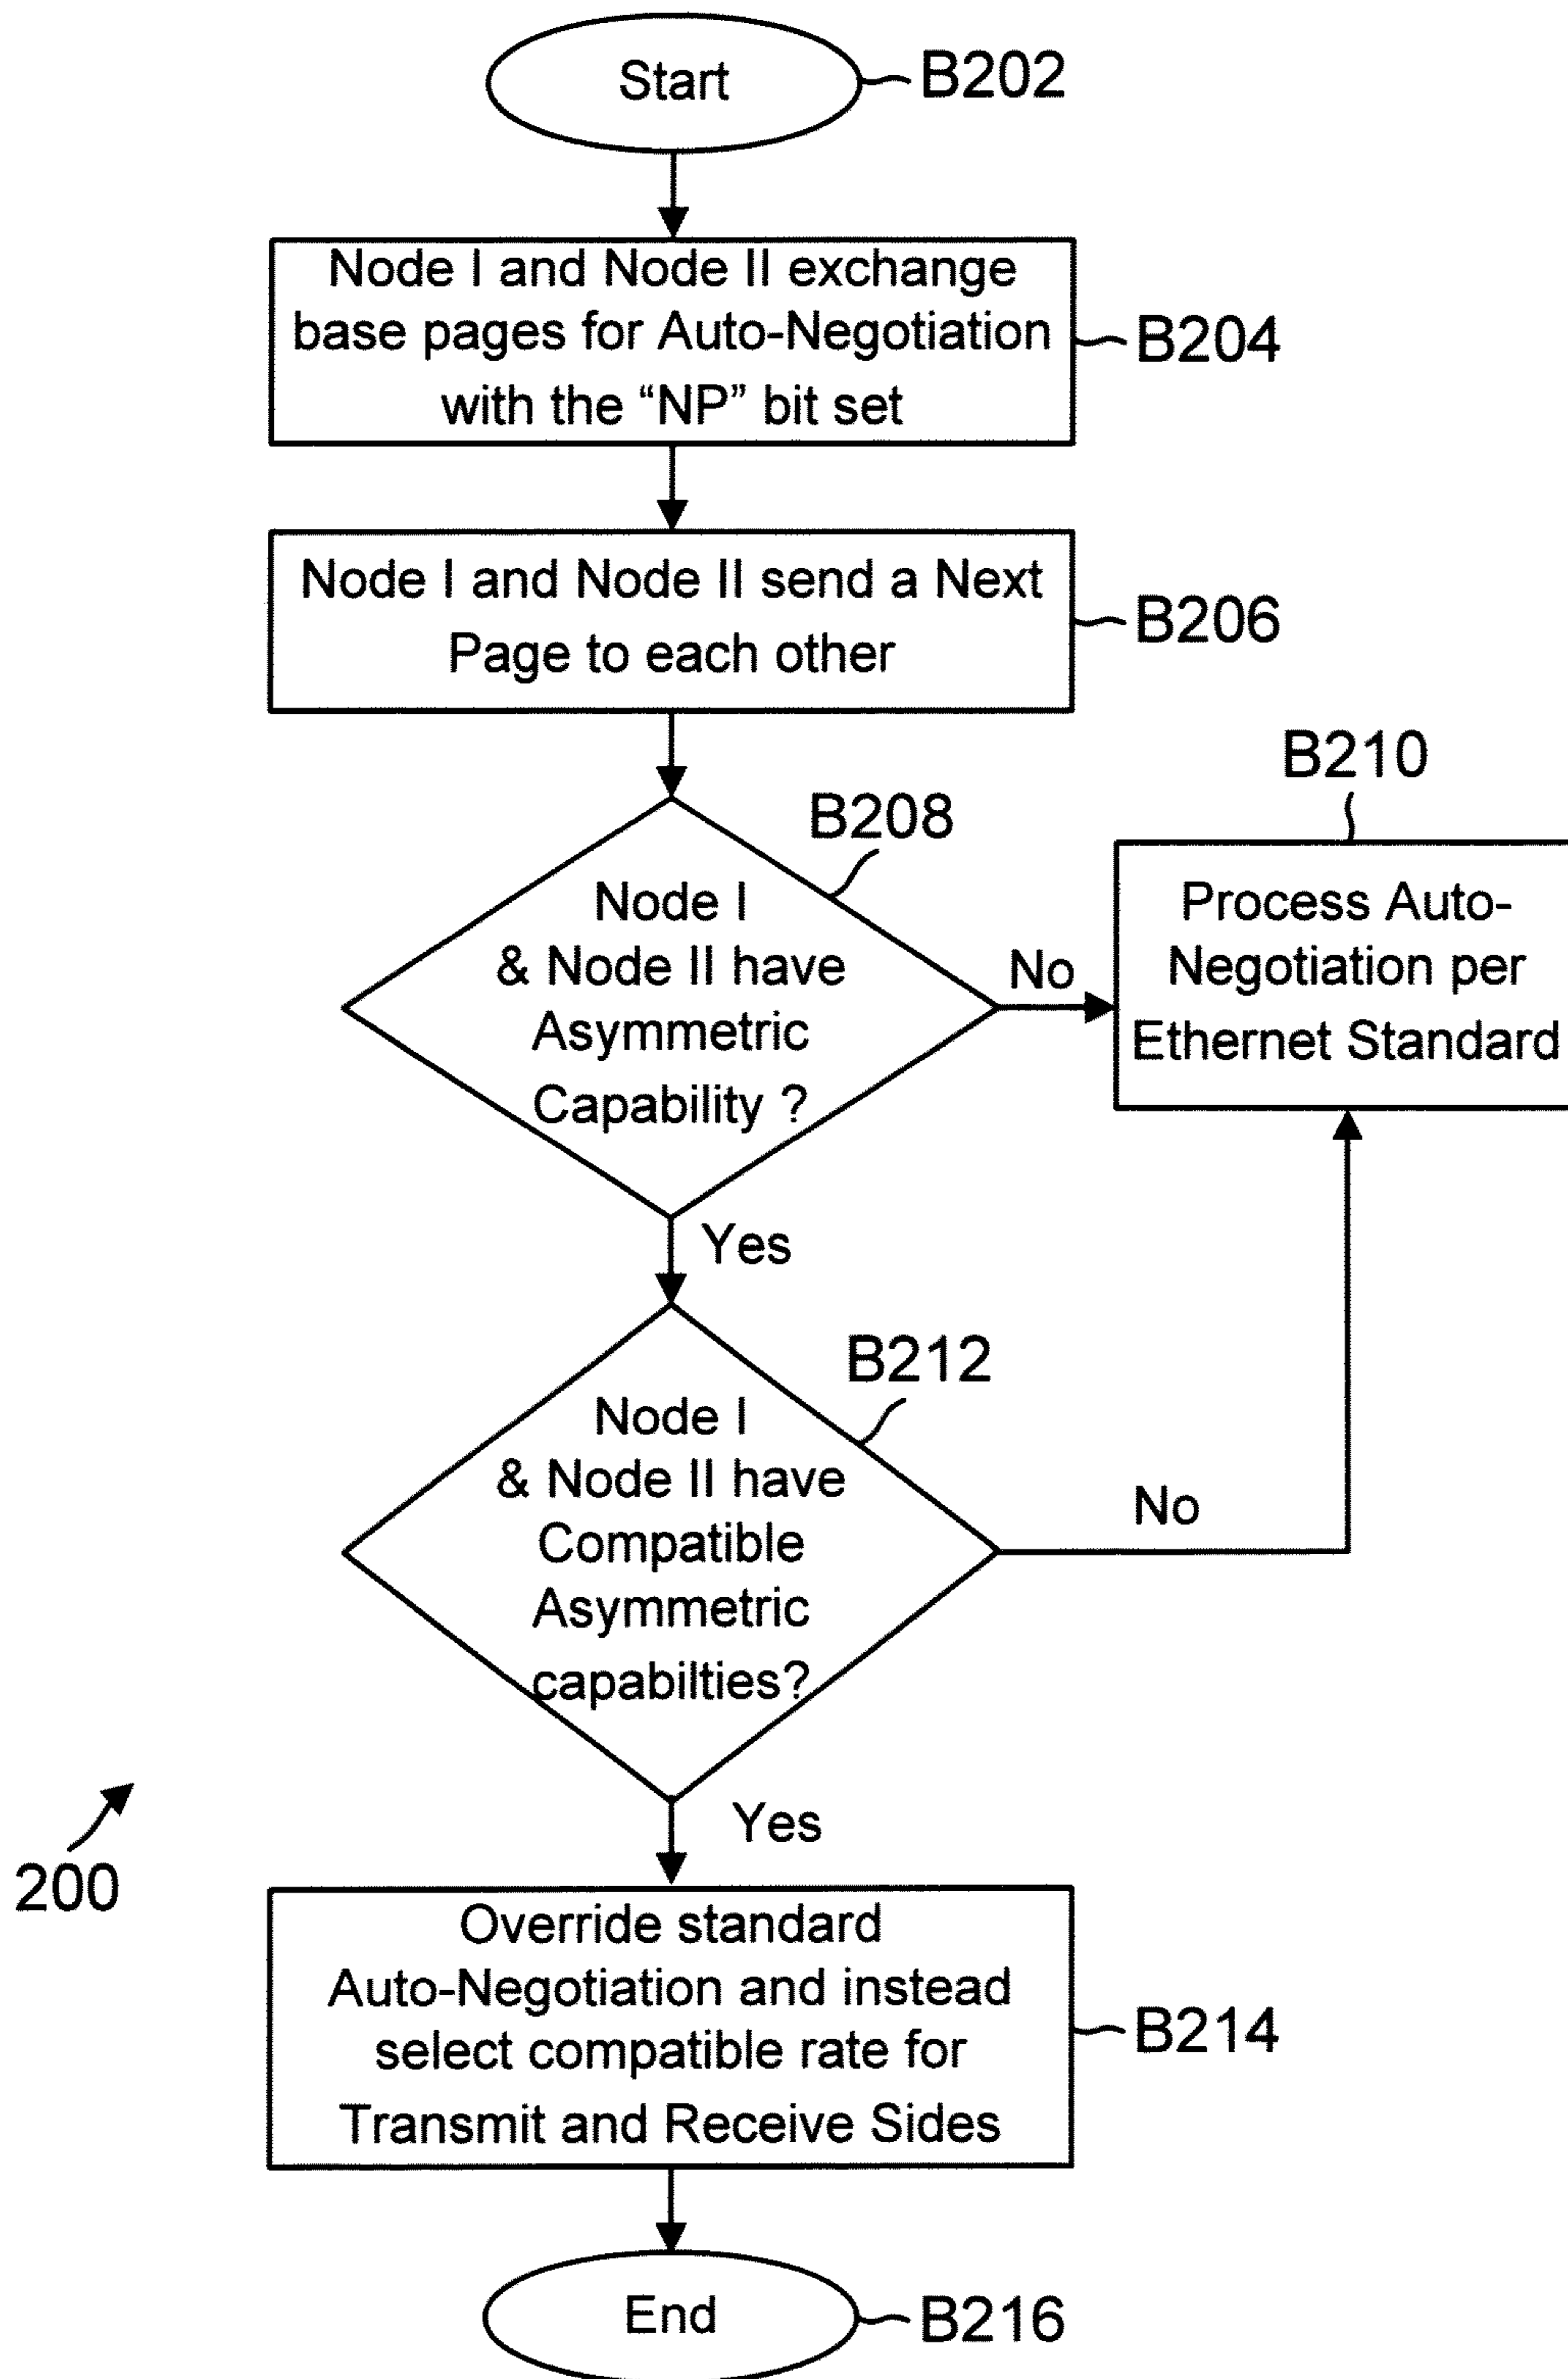 Start
B202
Node I and Node II exchange
base pages for Auto-Negotiation
with the “NP” bit set
B204
Node I and Node II send a Next
Page to each other
B206
B208
Node I
& Node II have
Asymmetric
Capability ?
No
B210
Process Auto-
Negotiation per
Ethernet Standard
Yes
B212
Node I
& Node II have
Compatible
Asymmetric
capabilties?
No
Yes
200
Override standard
Auto-Negotiation and instead
select compatible rate for
Transmit and Receive Sides
B214
End
B216